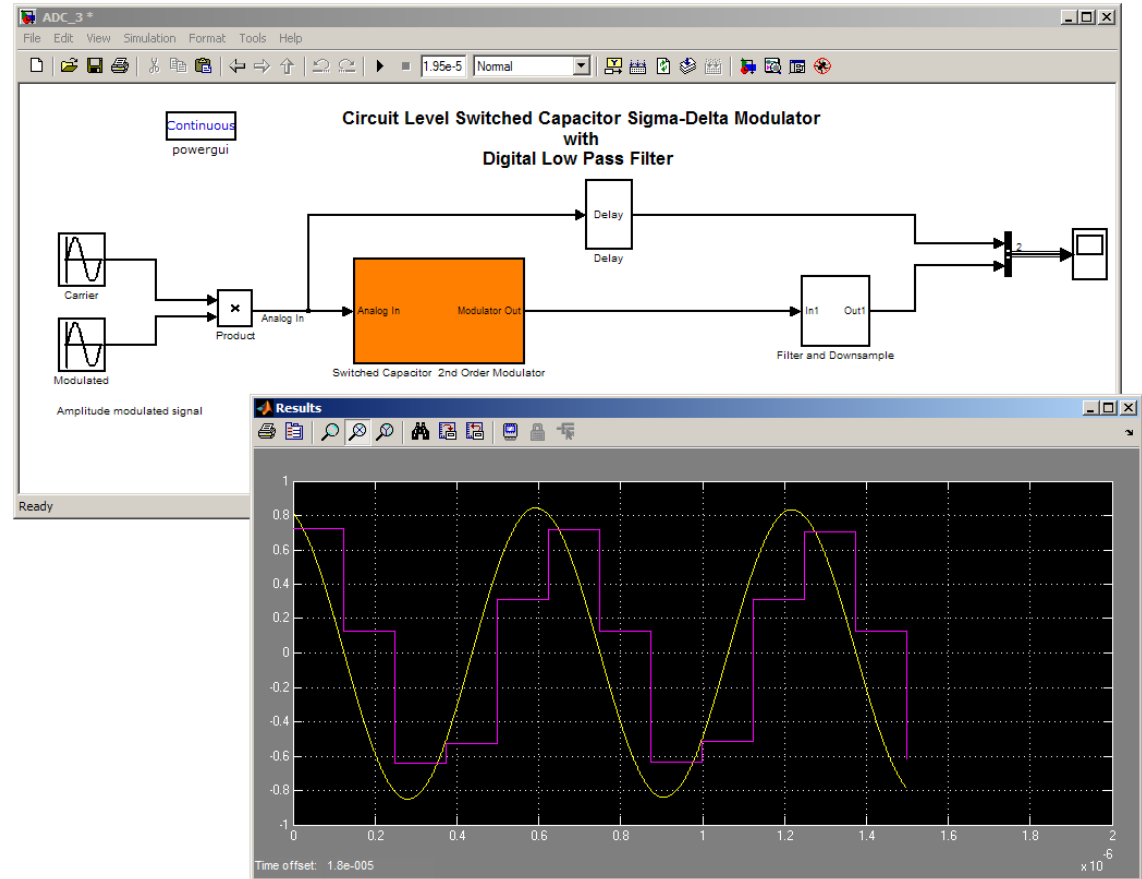 ADC_3 *
File Edit View Simulation Format Tools Help
1.95e-5 Normal
Circuit Level Switched Capacitor Sigma-Delta Modulator
with
Digital Low Pass Filter
Continuous
powergui
Delay
Delay
2
Carrier
Product
Analog In
Analog In Modulator Out
Switched Capacitor 2nd Order Modulator
In1 Out1
Filter and Downsample
Modulated
Amplitude modulated signal
Ready
Results
1
0.8
0.6
0.4
0.2
0
-0.2
-0.4
-0.6
-0.8
-1
0 0.2 0.4 0.6 0.8 1 1.2 1.4 1.6 1.8 2
x 10-6
Time offset: 1.8e-005